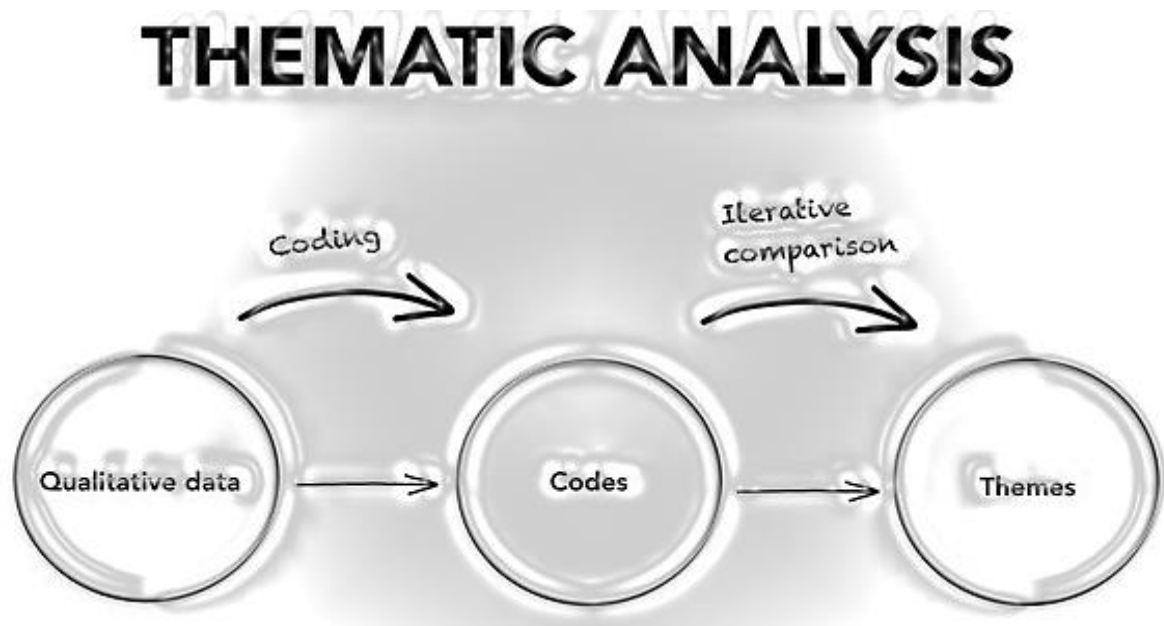 THEMATIC ANALYSIS
Coding
Iterative
comparison
Qualitative data
Codes
Themes